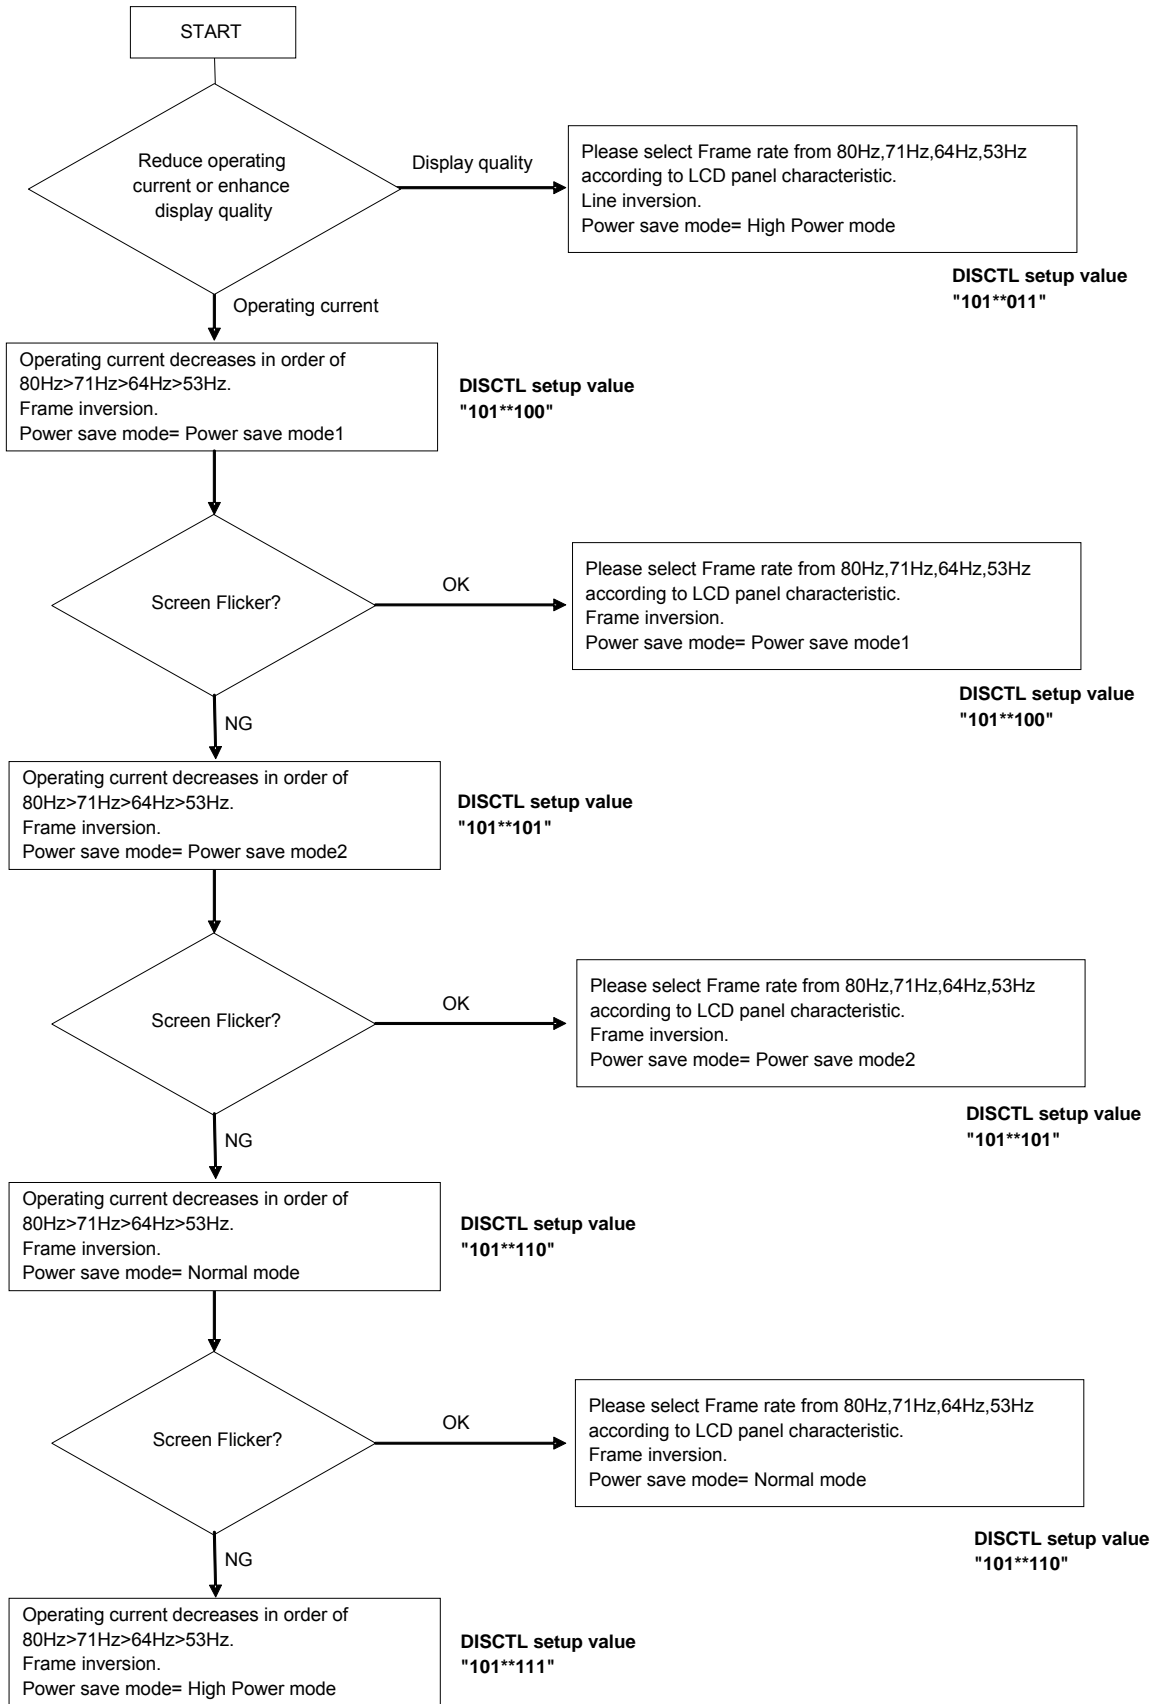 START
Reduce operating
current or enhance
display quality
Display quality
Please select Frame rate from 80Hz,71Hz,64Hz,53Hz
according to LCD panel characteristic.
Line inversion.
Power save mode= High Power mode
DISCTL setup value
"101**011"
Operating current
Operating current decreases in order of
80Hz>71Hz>64Hz>53Hz.
Frame inversion.
Power save mode= Power save mode1
DISCTL setup value
"101**100"
Screen Flicker?
OK
Please select Frame rate from 80Hz,71Hz,64Hz,53Hz
according to LCD panel characteristic.
Frame inversion.
Power save mode= Power save mode1
DISCTL setup value
"101**100"
NG
Operating current decreases in order of
80Hz>71Hz>64Hz>53Hz.
Frame inversion.
Power save mode= Power save mode2
DISCTL setup value
"101**101"
Screen Flicker?
OK
Please select Frame rate from 80Hz,71Hz,64Hz,53Hz
according to LCD panel characteristic.
Frame inversion.
Power save mode= Power save mode2
DISCTL setup value
"101**101"
NG
Operating current decreases in order of
80Hz>71Hz>64Hz>53Hz.
Frame inversion.
Power save mode= Normal mode
DISCTL setup value
"101**110"
Screen Flicker?
OK
Please select Frame rate from 80Hz,71Hz,64Hz,53Hz
according to LCD panel characteristic.
Frame inversion.
Power save mode= Normal mode
DISCTL setup value
"101**110"
NG
Operating current decreases in order of
80Hz>71Hz>64Hz>53Hz.
Frame inversion.
Power save mode= High Power mode
DISCTL setup value
"101**111"